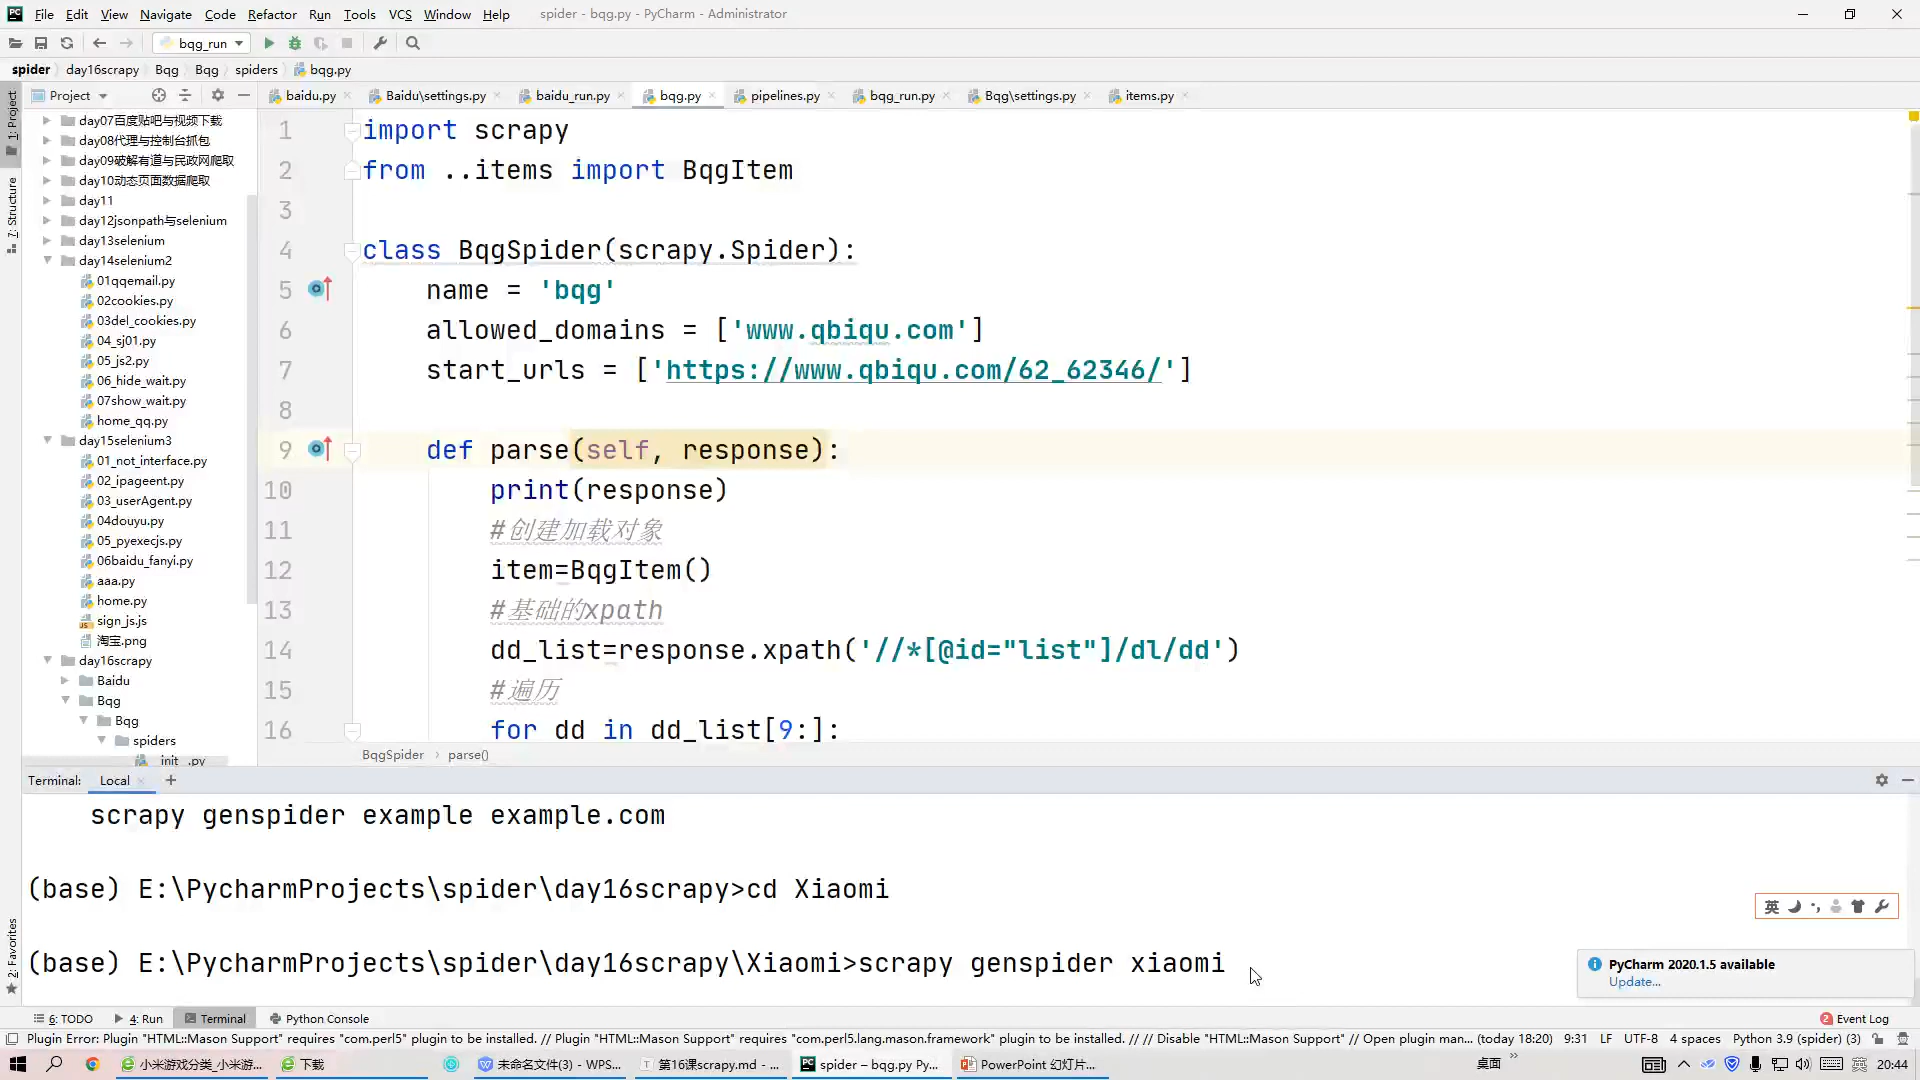 File Edit View Navigate Code Refactor Run Tools VCS Window Help spider - bqg.py - PyCharm - Administrator
bqg_run
spider day16scrapy Bqg Bqg spiders bqg.py
Project baidu.py Baidu\settings.py baidu_run.py bqg.py pipelines.py bqg_run.py Bqg\settings.py items.py
1: Project
7: Structure
2: Favorites
day07百度贴吧与视频下载
day08代理与控制台抓包
day09破解有道与民政网爬取
day10动态页面数据爬取
day11
day12jsonpath与selenium
day13selenium
day14selenium2
01qqemail.py
02cookies.py
03del_cookies.py
04_sj01.py
05_js2.py
06_hide_wait.py
07show_wait.py
home_qq.py
day15selenium3
01_not_interface.py
02_ipageent.py
03_userAgent.py
04douyu.py
05_pyexecjs.py
06baidu_fanyi.py
aaa.py
home.py
sign_js.js
淘宝.png
day16scrapy
Baidu
Bqg
Bqg
spiders
__init__.py
1 import scrapy
2 from ..items import BqgItem
3
4 class BqgSpider(scrapy.Spider):
5 name = 'bqg'
6 allowed_domains = ['www.qbiqu.com']
7 start_urls = ['https://www.qbiqu.com/62_62346/']
8
9 def parse(self, response):
10 print(response)
11 #创建加载对象
12 item=BqgItem()
13 #基础的xpath
14 dd_list=response.xpath('//*[@id="list"]/dl/dd')
15 #遍历
16 for dd in dd_list[9:]:
BqgSpider parse()
Terminal: Local
scrapy genspider example example.com
(base) E:\PycharmProjects\spider\day16scrapy>cd Xiaomi
(base) E:\PycharmProjects\spider\day16scrapy\Xiaomi>scrapy genspider xiaomi
英
PyCharm 2020.1.5 available
Update...
6: TODO 4: Run Terminal Python Console 2 Event Log
Plugin Error: Plugin "HTML::Mason Support" requires "com.perl5" plugin to be installed. // Plugin "HTML::Mason Support" requires "com.perl5.lang.mason.framework" plugin to be installed. // // Disable "HTML::Mason Support" // Open plugin man... (today 18:20) 9:31 LF UTF-8 4 spaces Python 3.9 (spider) (3)
小米游戏分类_小米游... 下载 未命名文件(3) - WPS... 第16课scrapy.md - ... spider – bqg.py Py... PowerPoint 幻灯片... 桌面 英 20:44